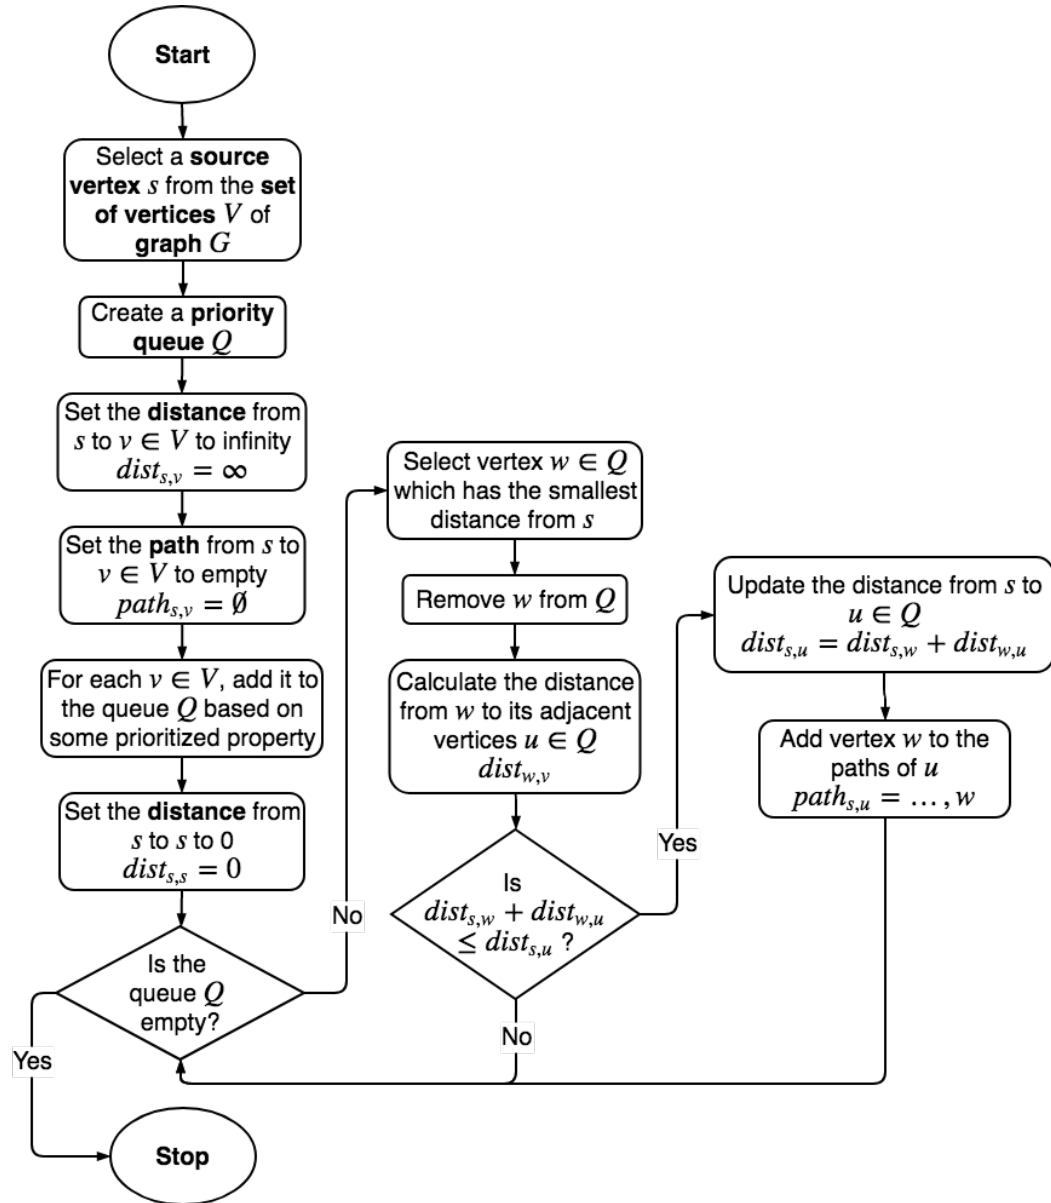 Start
Select a source
vertex s from the set
of vertices V of
graph G
Create a priority
queue Q
Set the distance from
s to v ∈ V to infinity
dist_{s,v} = ∞
Set the path from s to
v ∈ V to empty
path_{s,v} = ∅
For each v ∈ V, add it to
the queue Q based on
some prioritized property
Set the distance from
s to s to 0
dist_{s,s} = 0
Is the
queue Q
empty?
Yes
Stop
No
Select vertex w ∈ Q
which has the smallest
distance from s
Remove w from Q
Calculate the distance
from w to its adjacent
vertices u ∈ Q
dist_{w,v}
Is
dist_{s,w} + dist_{w,u}
≤ dist_{s,u} ?
No
Yes
Update the distance from s to
u ∈ Q
dist_{s,u} = dist_{s,w} + dist_{w,u}
Add vertex w to the
paths of u
path_{s,u} = …, w